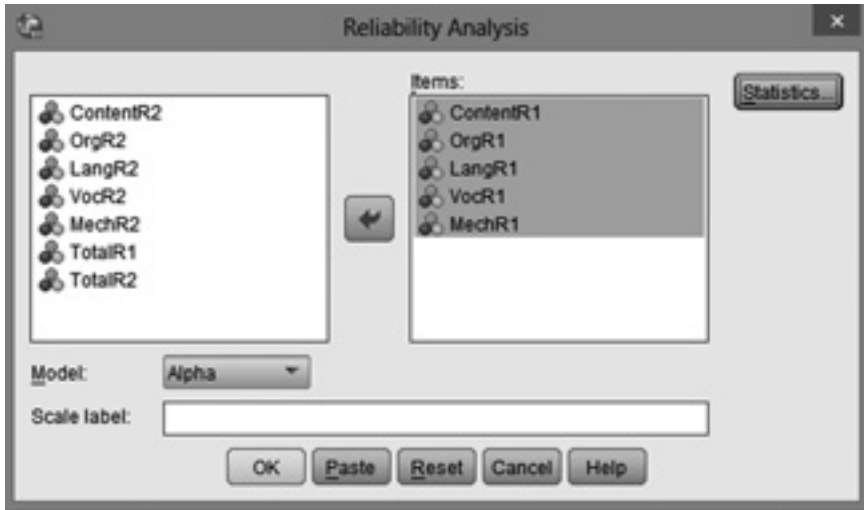 Reliability Analysis
Items:
ContentR2
OrgR2
LangR2
VocR2
MechR2
TotalR1
TotalR2
ContentR1
OrgR1
LangR1
VocR1
MechR1
Statistics...
Model:
Alpha
Scale label:
OK Paste Reset Cancel Help